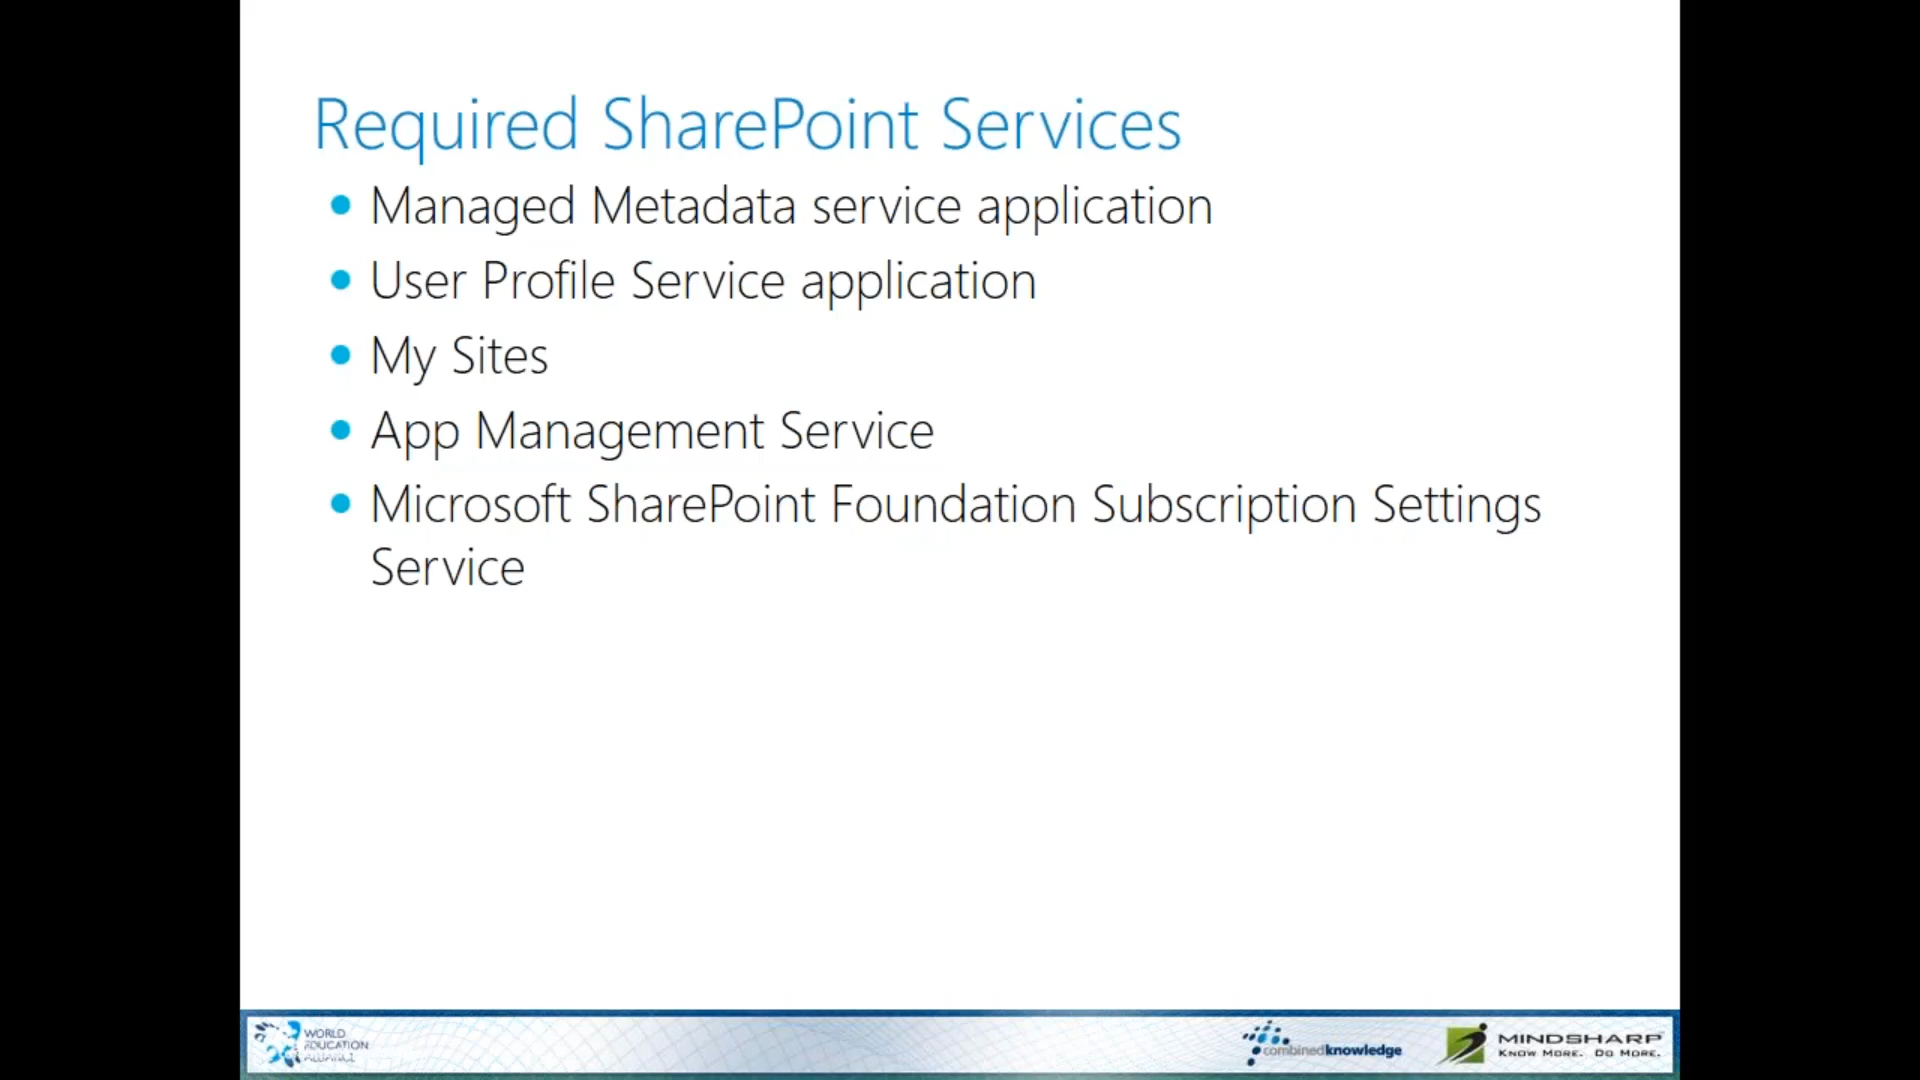 Required SharePoint Services
Managed Metadata service application
User Profile Service application
My Sites
App Management Service
Microsoft SharePoint Foundation Subscription Settings
Service
WORLD
EDUCATION
ALLIANCE
combinedknowledge
MINDSHARP
KNOW MORE. DO MORE.